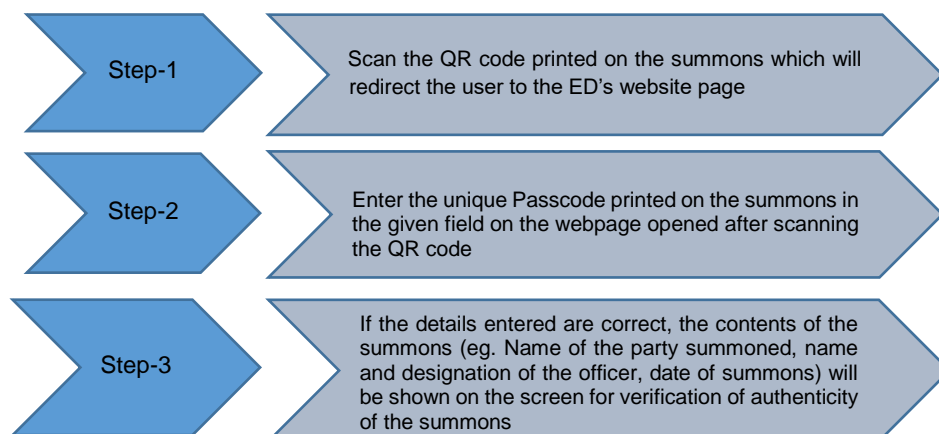 Step-1
Scan the QR code printed on the summons which will
redirect the user to the ED’s website page
Step-2
Enter the unique Passcode printed on the summons in
the given field on the webpage opened after scanning
the QR code
Step-3
If the details entered are correct, the contents of the
summons (eg. Name of the party summoned, name
and designation of the officer, date of summons) will
be shown on the screen for verification of authenticity
of the summons